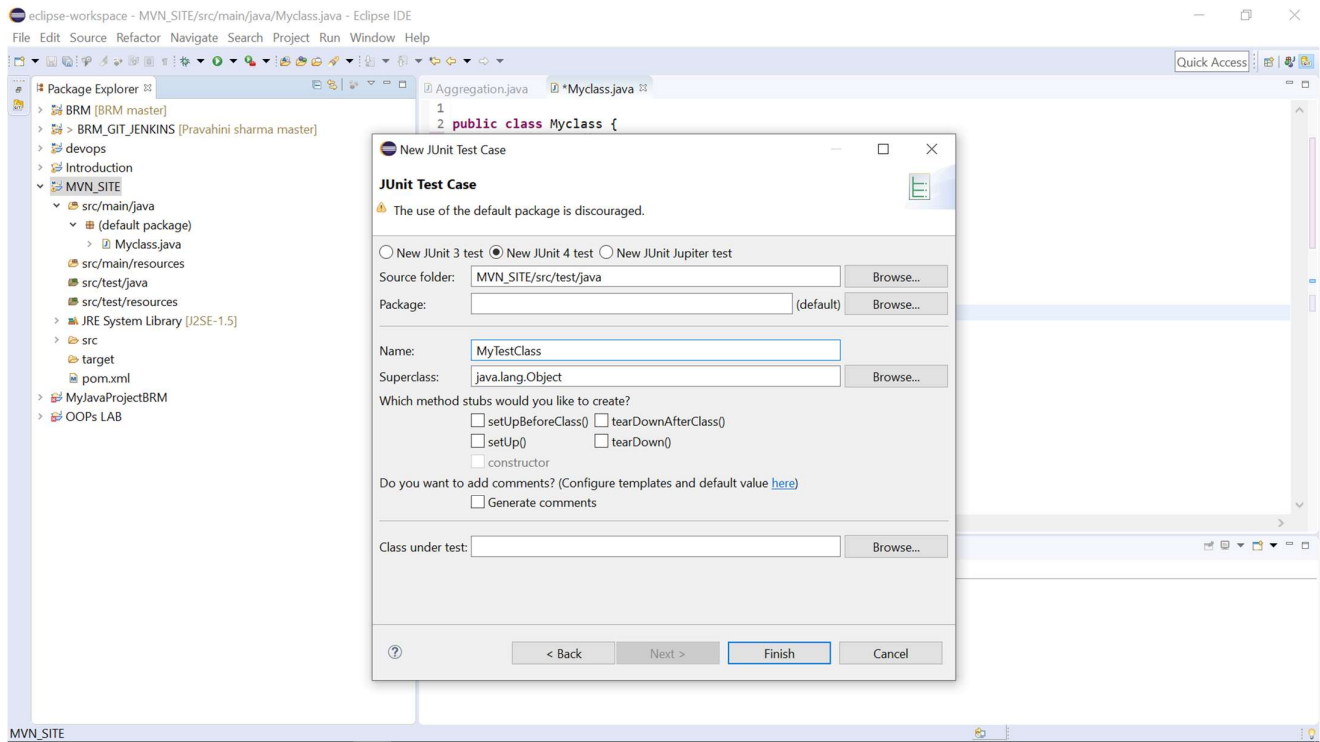 eclipse-workspace - MVN_SITE/src/main/java/Myclass.java - Eclipse IDE
File Edit Source Refactor Navigate Search Project Run Window Help
Quick Access
Package Explorer
BRM [BRM master]
> BRM_GIT_JENKINS [Pravahini sharma master]
devops
Introduction
MVN_SITE
src/main/java
(default package)
Myclass.java
src/main/resources
src/test/java
src/test/resources
JRE System Library [J2SE-1.5]
src
target
pom.xml
MyJavaProjectBRM
OOPs LAB
Aggregation.java
*Myclass.java
1
2 public class Myclass {
New JUnit Test Case
JUnit Test Case
The use of the default package is discouraged.
New JUnit 3 test New JUnit 4 test New JUnit Jupiter test
Source folder: MVN_SITE/src/test/java Browse...
Package: (default) Browse...
Name: MyTestClass
Superclass: java.lang.Object Browse...
Which method stubs would you like to create?
setUpBeforeClass() tearDownAfterClass()
setUp() tearDown()
constructor
Do you want to add comments? (Configure templates and default value here)
Generate comments
Class under test: Browse...
< Back Next > Finish Cancel
MVN_SITE